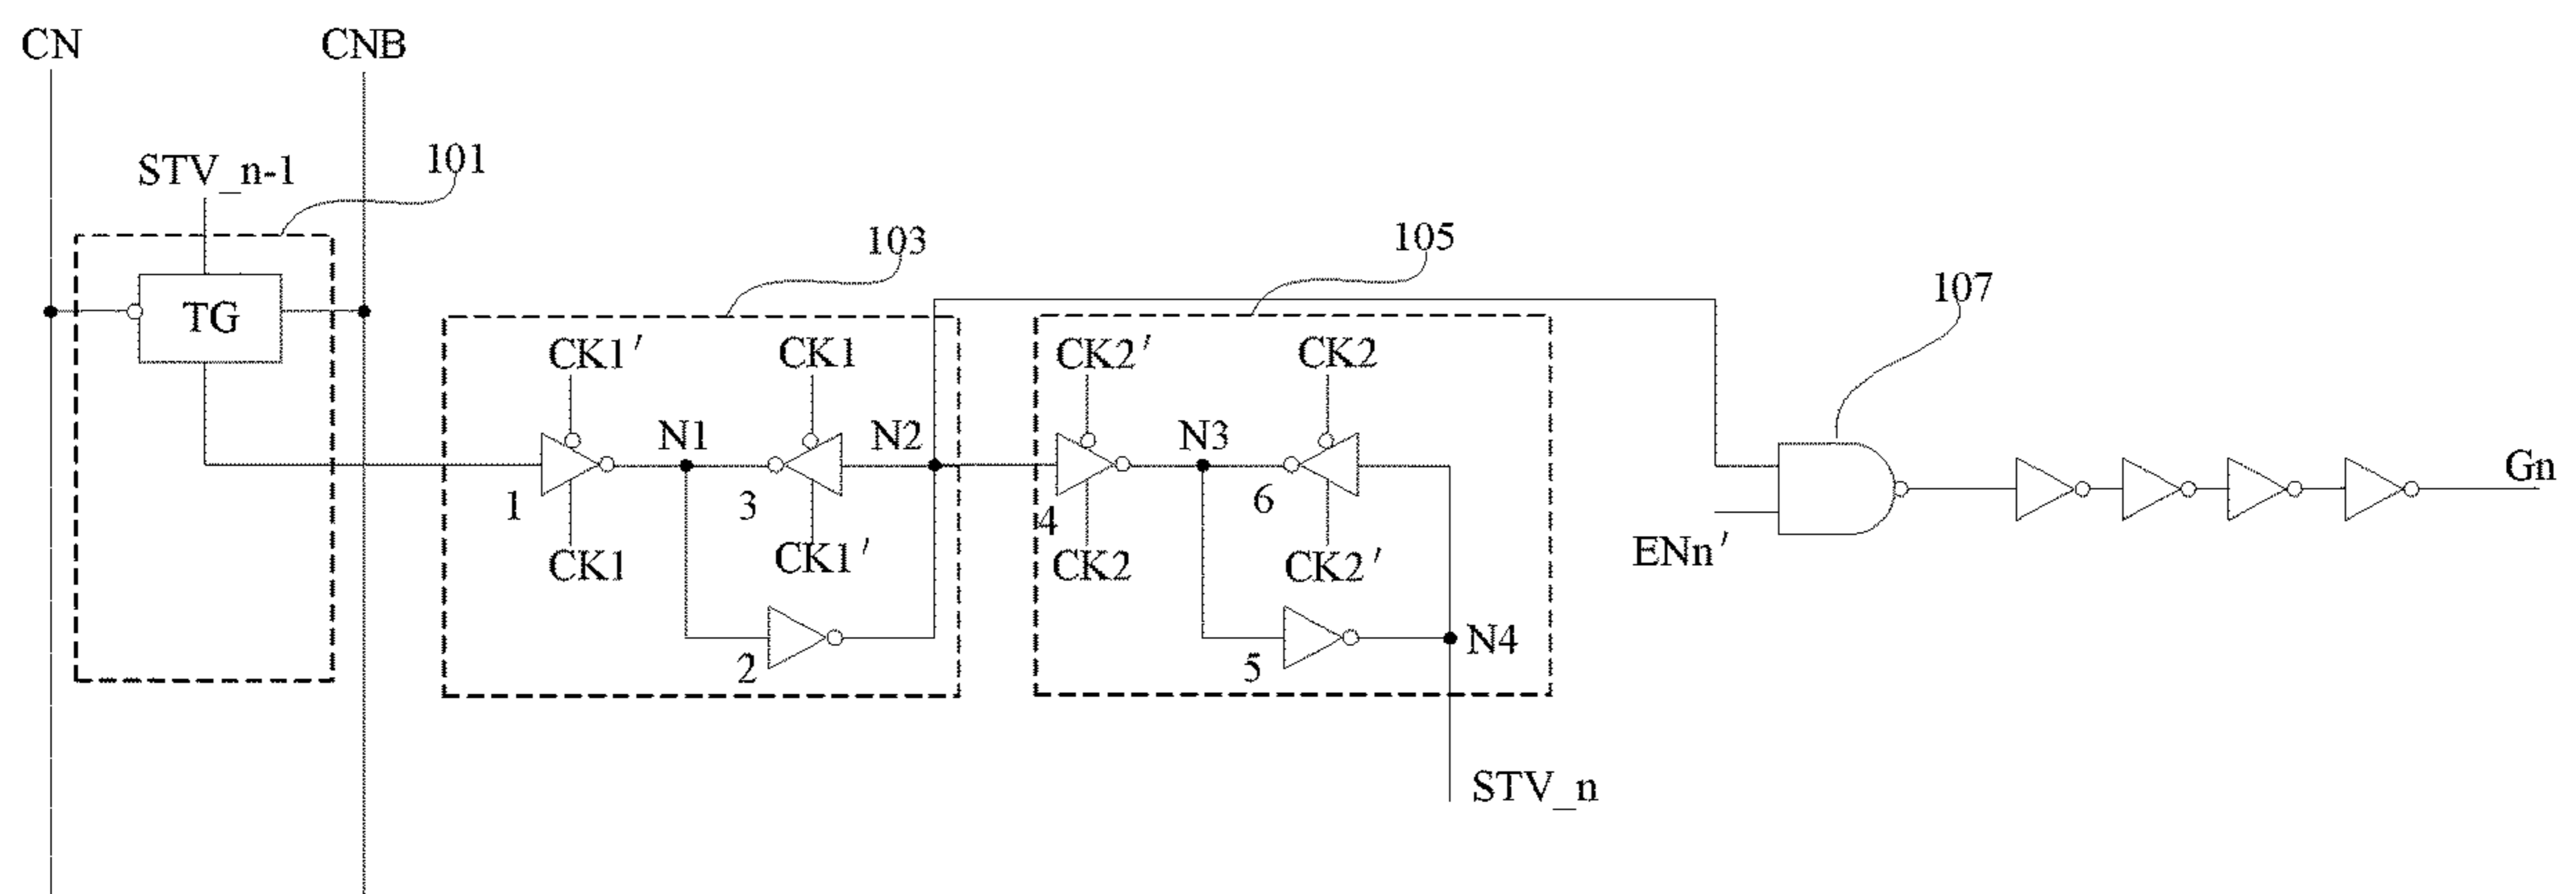 CN
CNB
STV_n-1
101
TG
103
105
107
CK1'
CK1
CK2'
CK2
N1
N2
N3
1
3
4
6
CK1
CK1'
CK2
CK2'
2
5
N4
ENn'
Gn
STV_n